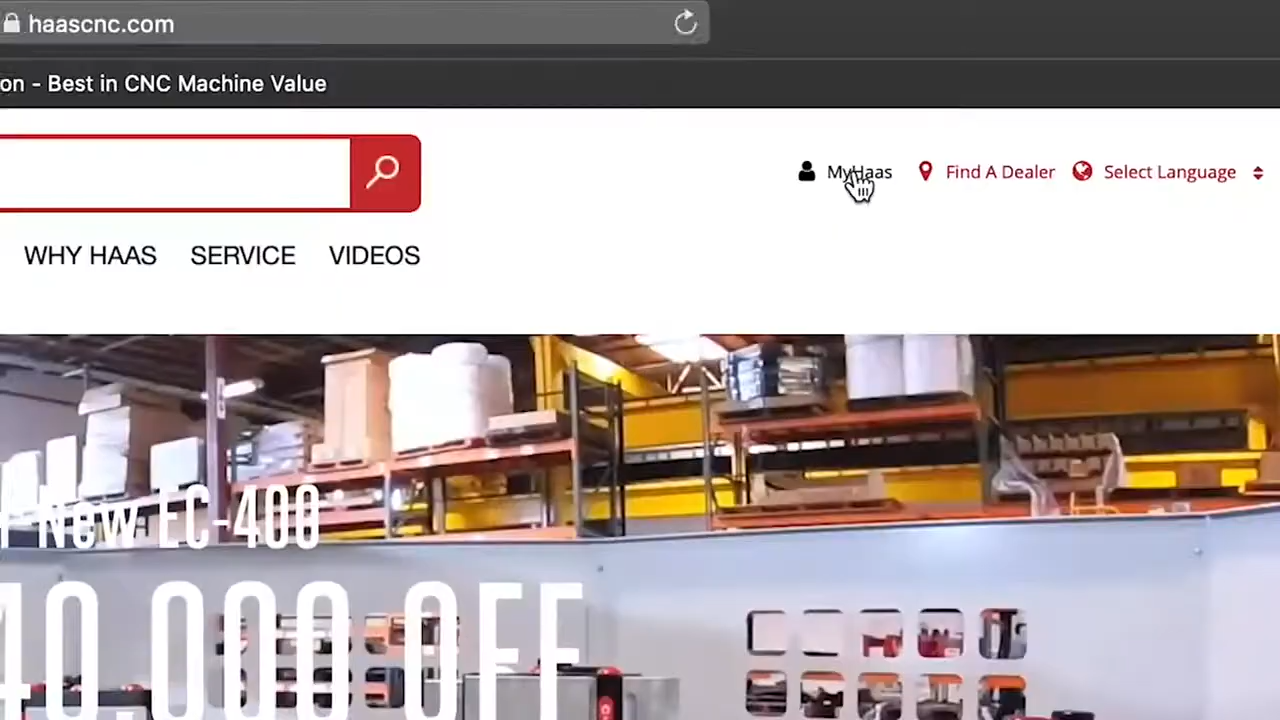 haascnc.com
on - Best in CNC Machine Value
MyHaas
Find A Dealer
Select Language
WHY HAAS
SERVICE
VIDEOS
New EC-400
40,000 OFF